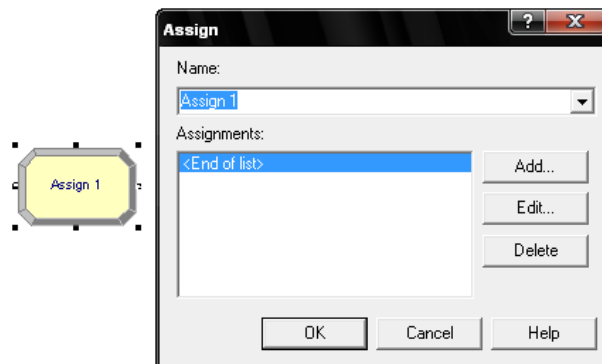 Assign
Name:
Assign 1
Assignments:
<End of list>
Add...
Assign 1
Edit...
Delete
OK Cancel Help